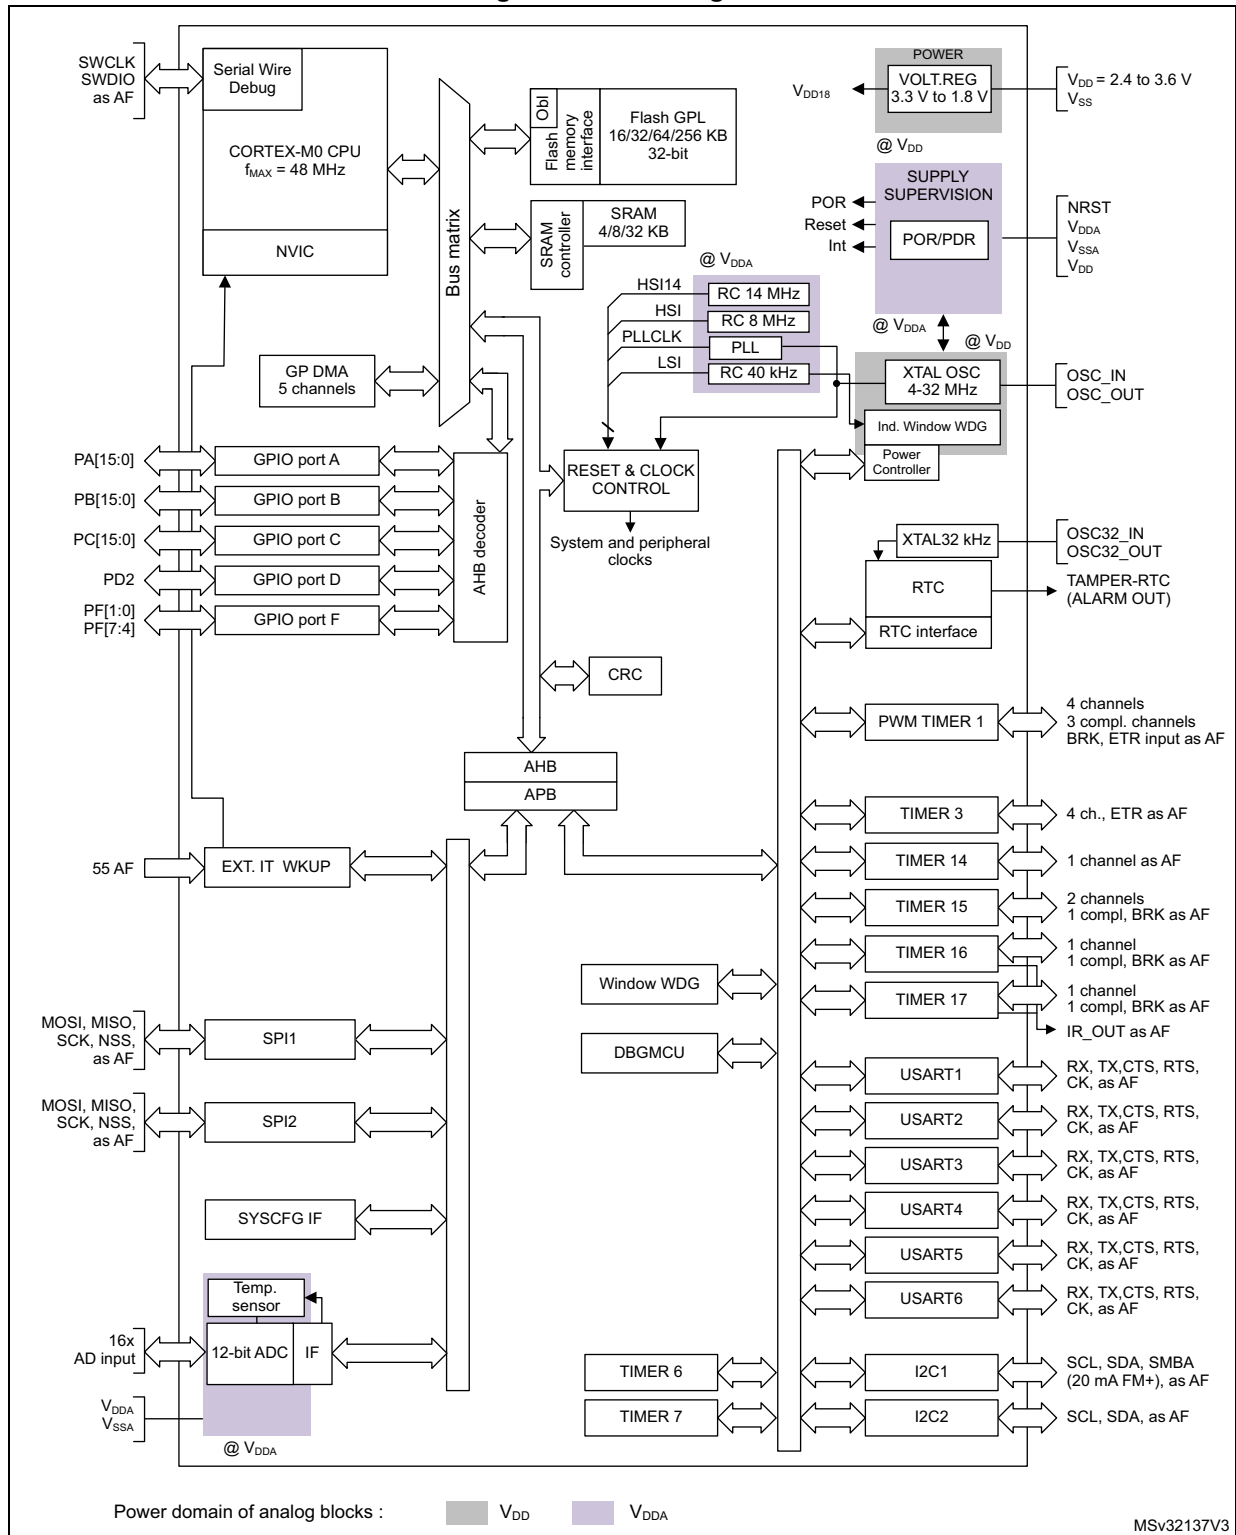 SWCLK
SWDIO
as AF
Serial Wire
Debug
CORTEX-M0 CPU
fMAX = 48 MHz
NVIC
Bus matrix
Obl
Flash
memory
interface
Flash GPL
16/32/64/256 KB
32-bit
SRAM
controller
SRAM
4/8/32 KB
POWER
VOLT.REG
3.3 V to 1.8 V
VDD18
VDD = 2.4 to 3.6 V
VSS
@ VDD
SUPPLY
SUPERVISION
POR/PDR
POR
Reset
Int
NRST
VDDA
VSSA
VDD
@ VDDA
HSI14
HSI
PLLCLK
LSI
RC 14 MHz
RC 8 MHz
PLL
RC 40 kHz
@ VDDA
@ VDD
XTAL OSC
4-32 MHz
OSC_IN
OSC_OUT
Ind. Window WDG
Power
Controller
GP DMA
5 channels
PA[15:0]
GPIO port A
PB[15:0]
GPIO port B
PC[15:0]
GPIO port C
PD2
GPIO port D
PF[1:0]
PF[7:4]
GPIO port F
AHB decoder
RESET & CLOCK
CONTROL
System and peripheral
clocks
XTAL32 kHz
OSC32_IN
OSC32_OUT
RTC
TAMPER-RTC
(ALARM OUT)
RTC interface
CRC
AHB
APB
PWM TIMER 1
4 channels
3 compl. channels
BRK, ETR input as AF
TIMER 3
4 ch., ETR as AF
55 AF
EXT. IT WKUP
TIMER 14
1 channel as AF
TIMER 15
2 channels
1 compl, BRK as AF
TIMER 16
1 channel
1 compl, BRK as AF
Window WDG
TIMER 17
1 channel
1 compl, BRK as AF
IR_OUT as AF
MOSI, MISO,
SCK, NSS,
as AF
SPI1
DBGMCU
USART1
RX, TX,CTS, RTS,
CK, as AF
MOSI, MISO,
SCK, NSS,
as AF
SPI2
USART2
RX, TX,CTS, RTS,
CK, as AF
USART3
RX, TX,CTS, RTS,
CK, as AF
SYSCFG IF
USART4
RX, TX,CTS, RTS,
CK, as AF
USART5
RX, TX,CTS, RTS,
CK, as AF
USART6
RX, TX,CTS, RTS,
CK, as AF
Temp.
sensor
16x
AD input
12-bit ADC
IF
VDDA
VSSA
@ VDDA
TIMER 6
I2C1
SCL, SDA, SMBA
(20 mA FM+), as AF
TIMER 7
I2C2
SCL, SDA, as AF
Power domain of analog blocks :
VDD
VDDA
MSv32137V3